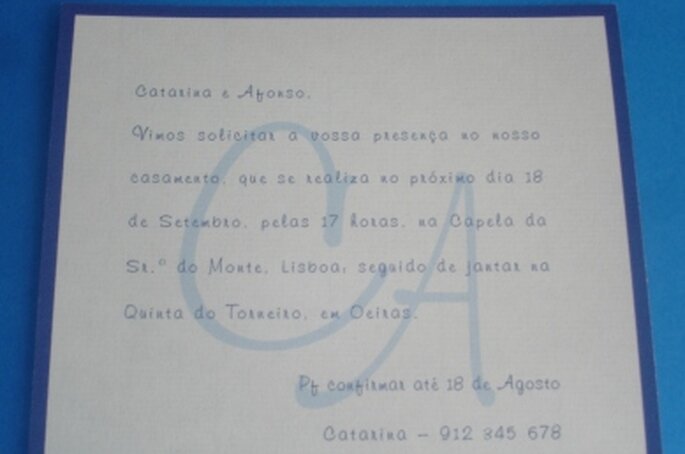 Catarina e Afonso,
Vimos solicitar a vossa presença no nosso
casamento, que se realiza no próximo dia 18
de Setembro, pelas 17 horas, na Capela da
Sr.ª do Monte, Lisboa, seguido de jantar na
Quinta do Torneiro, em Oeiras.
CA
Pf confirmar até 18 de Agosto
Catarina – 912 345 678